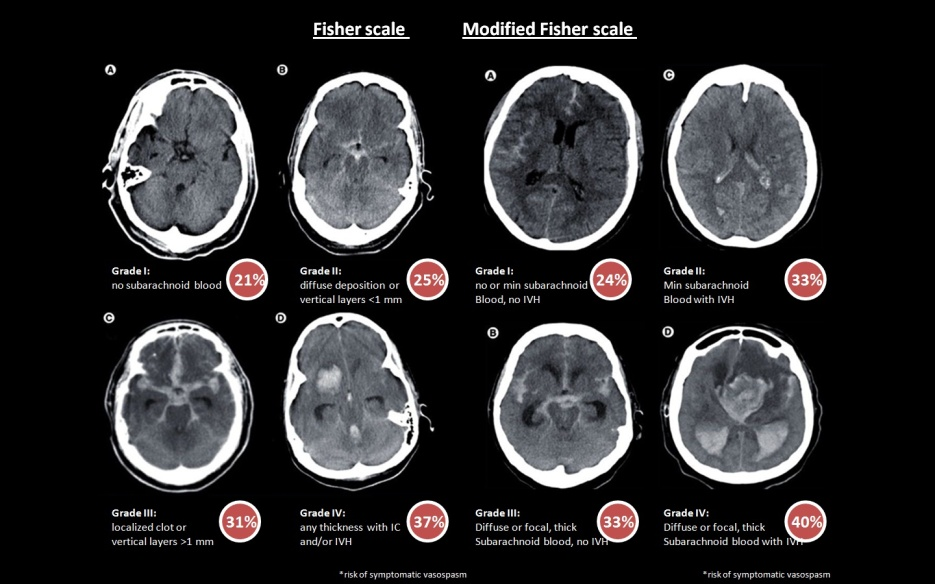 Fisher scale
Modified Fisher scale
A
B
A
C
Grade I:
no subarachnoid blood
21%
Grade II:
diffuse deposition or
vertical layers <1 mm
25%
Grade I:
no or min subarachnoid
Blood, no IVH
24%
Grade II:
Min subarachnoid
Blood with IVH
33%
C
D
B
D
Grade III:
localized clot or
vertical layers >1 mm
31%
Grade IV:
any thickness with IC
and/or IVH
37%
Grade III:
Diffuse or focal, thick
Subarachnoid blood, no IVH
33%
Grade IV:
Diffuse or focal, thick
Subarachnoid blood with IVH
40%
*risk of symptomatic vasospasm
*risk of symptomatic vasospasm